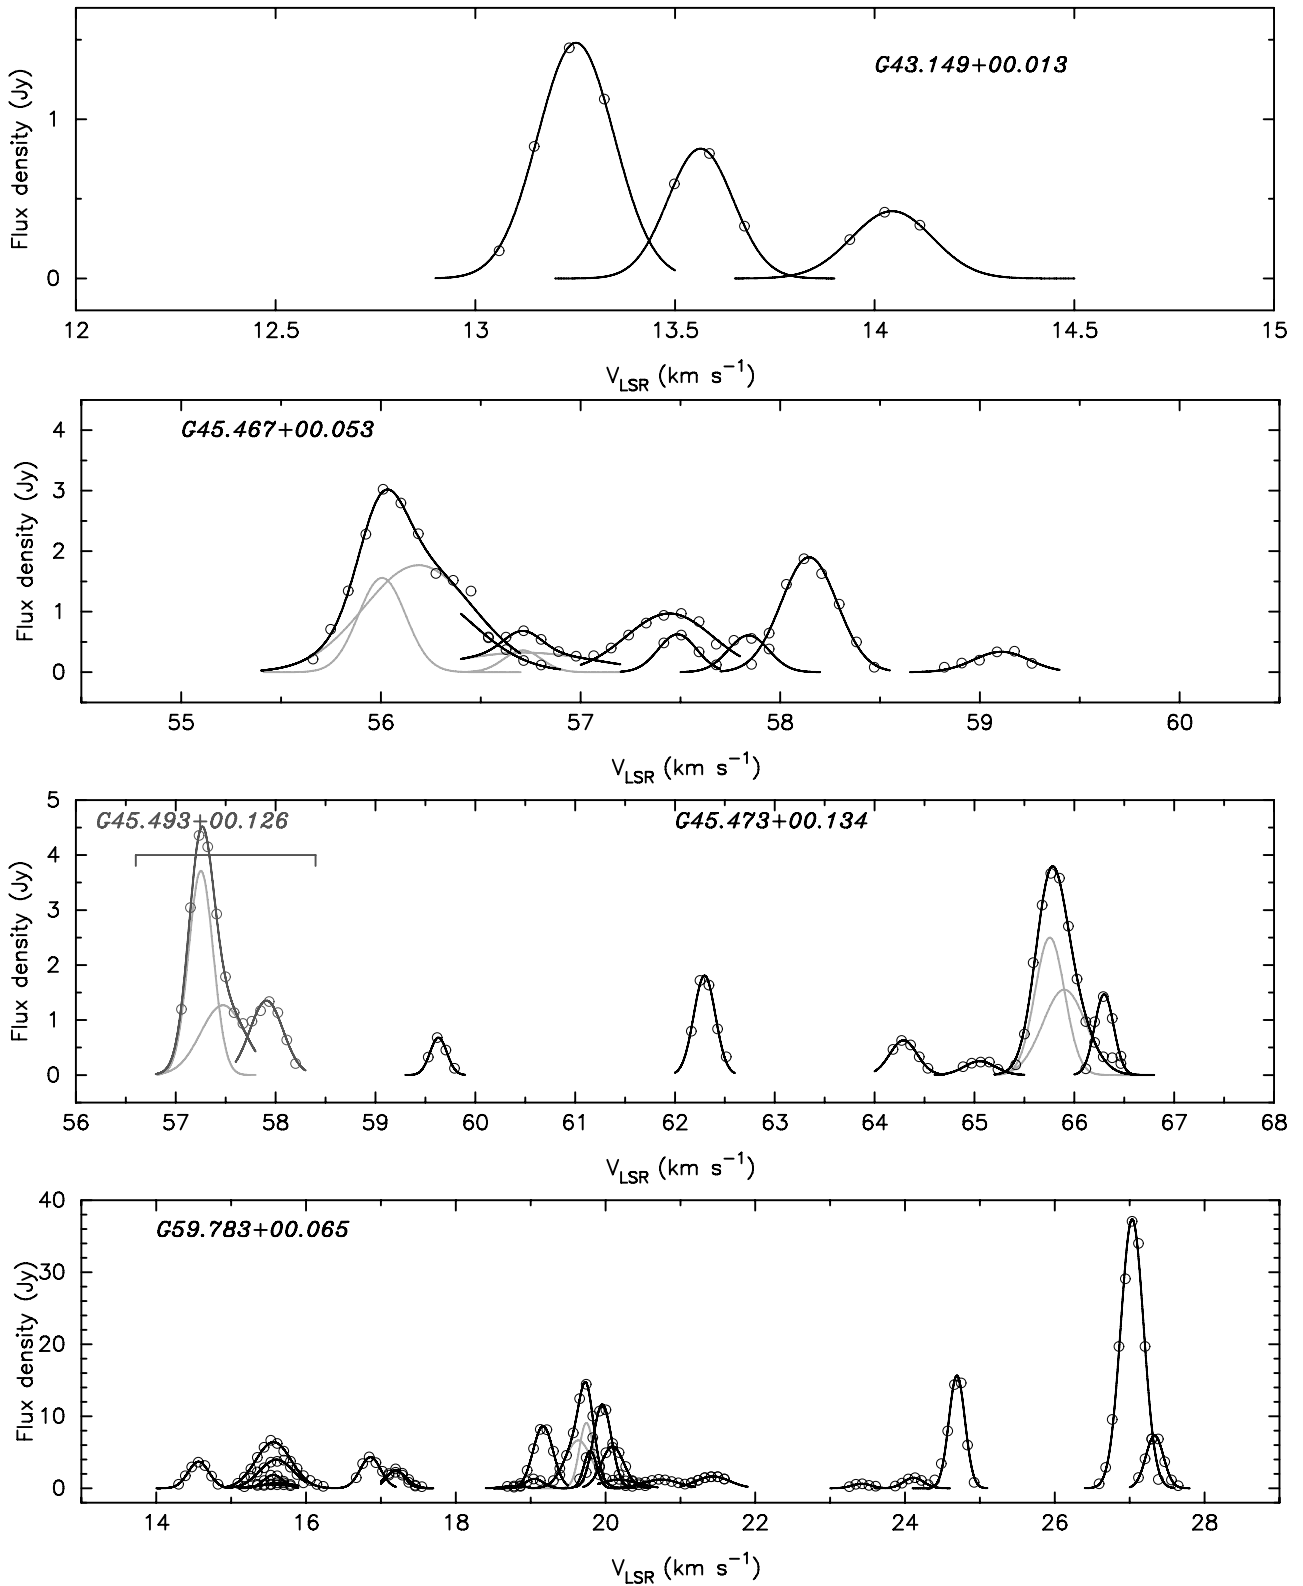 G43.149+00.013
1
0
Flux density (Jy)
12 12.5 13 13.5 14 14.5 15
V_LSR (km s⁻¹)
G45.467+00.053
4
3
2
1
0
Flux density (Jy)
55 56 57 58 59 60
V_LSR (km s⁻¹)
G45.493+00.126 G45.473+00.134
5
4
3
2
1
0
Flux density (Jy)
56 57 58 59 60 61 62 63 64 65 66 67 68
V_LSR (km s⁻¹)
G59.783+00.065
40
30
20
10
0
Flux density (Jy)
14 16 18 20 22 24 26 28
V_LSR (km s⁻¹)